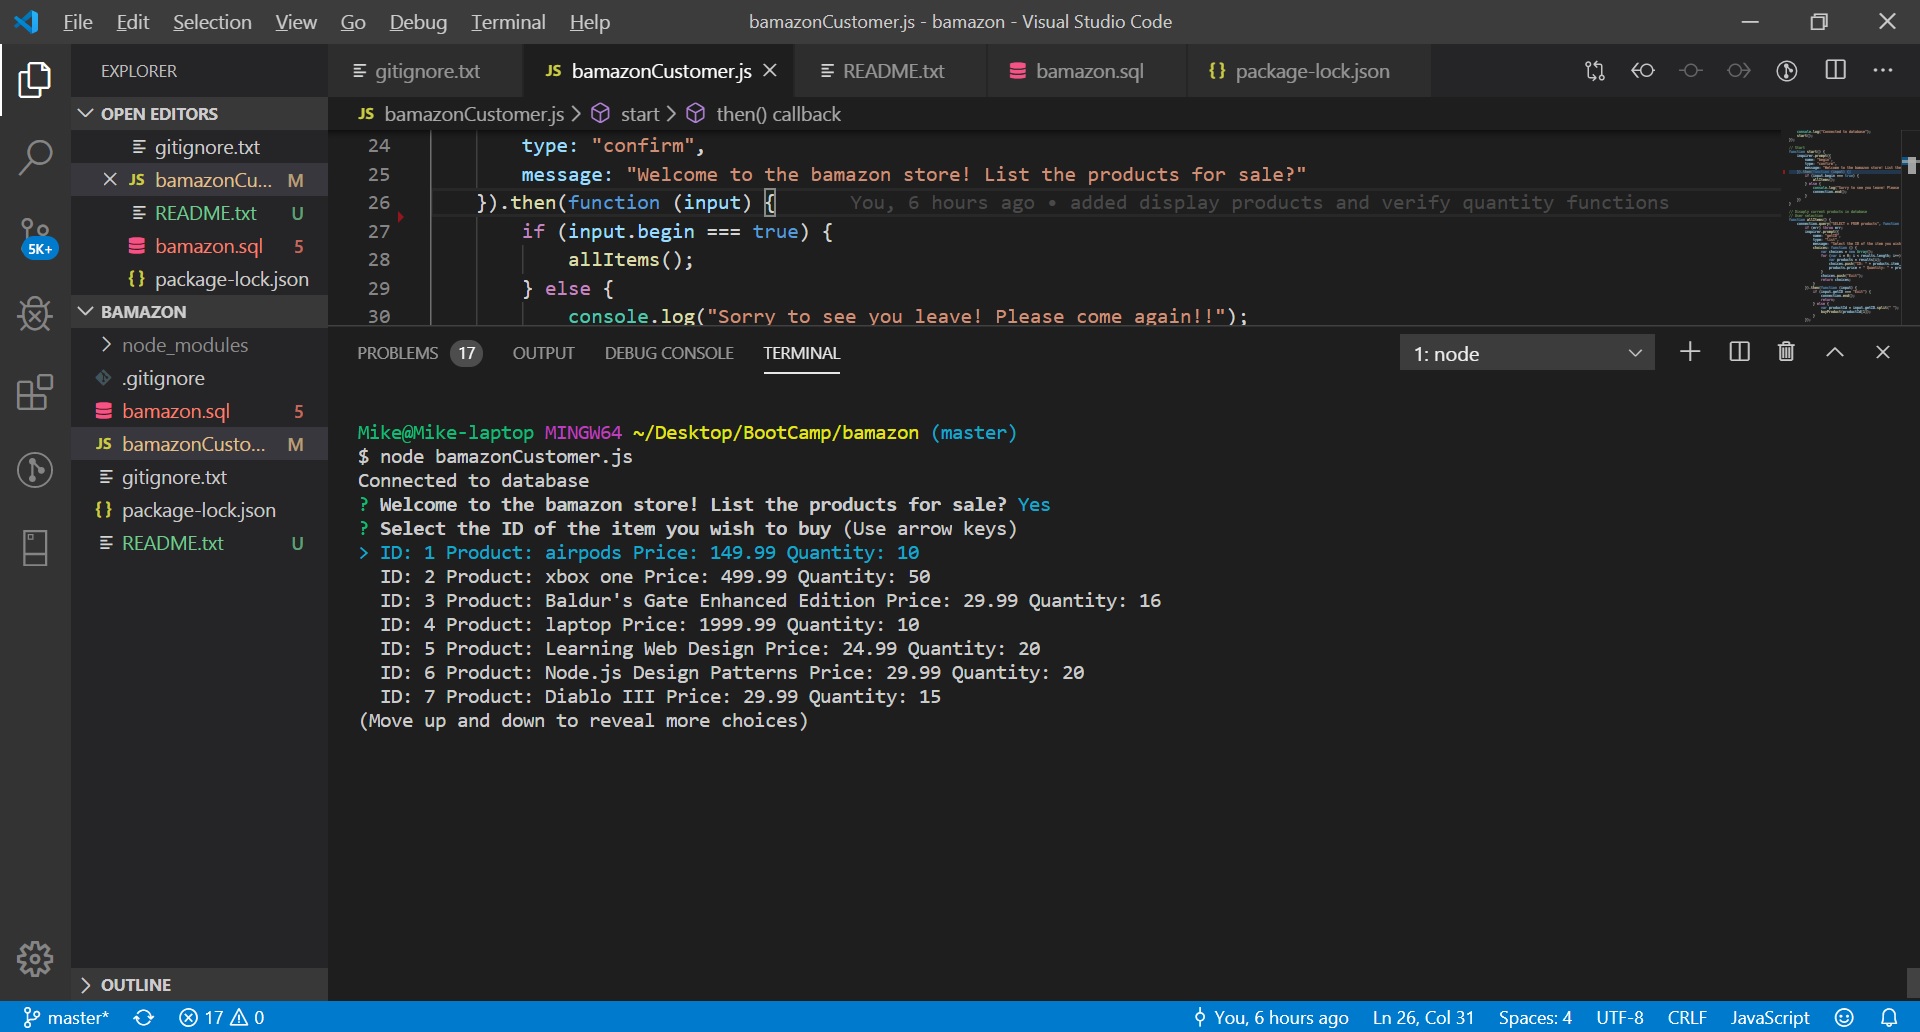 File Edit Selection View Go Debug Terminal Help
bamazonCustomer.js - bamazon - Visual Studio Code
EXPLORER
OPEN EDITORS
gitignore.txt
JS bamazonCu... M
README.txt U
bamazon.sql 5
{} package-lock.json
BAMAZON
node_modules
.gitignore
bamazon.sql 5
JS bamazonCusto... M
gitignore.txt
{} package-lock.json
README.txt U
OUTLINE
5K+
gitignore.txt JS bamazonCustomer.js README.txt bamazon.sql {} package-lock.json
JS bamazonCustomer.js > start > then() callback
24 type: "confirm",
25 message: "Welcome to the bamazon store! List the products for sale?"
26 }).then(function (input) { You, 6 hours ago • added display products and verify quantity functions
27 if (input.begin === true) {
28 allItems();
29 } else {
30 console.log("Sorry to see you leave! Please come again!!");
PROBLEMS 17 OUTPUT DEBUG CONSOLE TERMINAL 1: node
Mike@Mike-laptop MINGW64 ~/Desktop/BootCamp/bamazon (master)
$ node bamazonCustomer.js
Connected to database
? Welcome to the bamazon store! List the products for sale? Yes
? Select the ID of the item you wish to buy (Use arrow keys)
> ID: 1 Product: airpods Price: 149.99 Quantity: 10
ID: 2 Product: xbox one Price: 499.99 Quantity: 50
ID: 3 Product: Baldur's Gate Enhanced Edition Price: 29.99 Quantity: 16
ID: 4 Product: laptop Price: 1999.99 Quantity: 10
ID: 5 Product: Learning Web Design Price: 24.99 Quantity: 20
ID: 6 Product: Node.js Design Patterns Price: 29.99 Quantity: 20
ID: 7 Product: Diablo III Price: 29.99 Quantity: 15
(Move up and down to reveal more choices)
master* 17 0 You, 6 hours ago Ln 26, Col 31 Spaces: 4 UTF-8 CRLF JavaScript